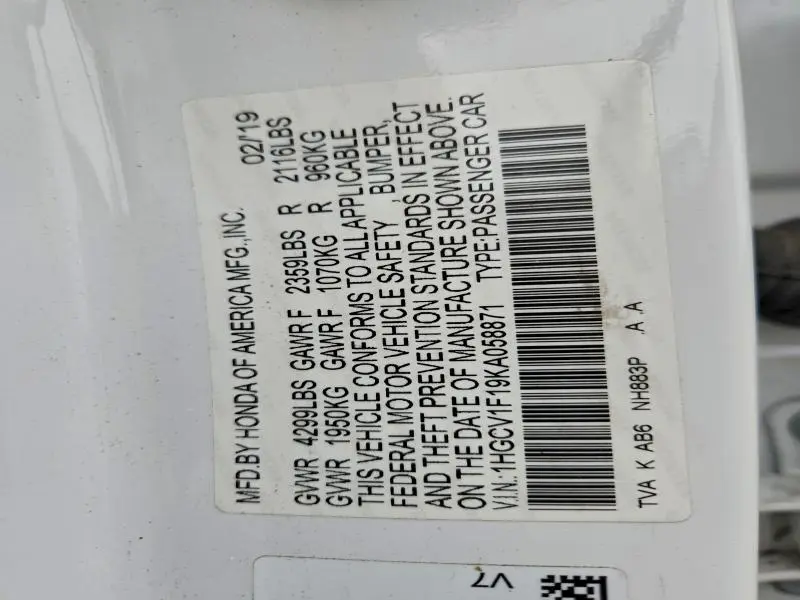 MFD.BY HONDA OF AMERICA MFG.,INC. 02/19
GVWR 4299LBS GAWR F 2359LBS R 2116LBS
GVWR 1950KG GAWR F 1070KG R 960KG
THIS VEHICLE CONFORMS TO ALL APPLICABLE
FEDERAL MOTOR VEHICLE SAFETY , BUMPER,
AND THEFT PREVENTION STANDARDS IN EFFECT
ON THE DATE OF MANUFACTURE SHOWN ABOVE.
V.I.N.:1HGCV1F19KA058871 TYPE:PASSENGER CAR
TVA K AB6 NH883P A A
V7